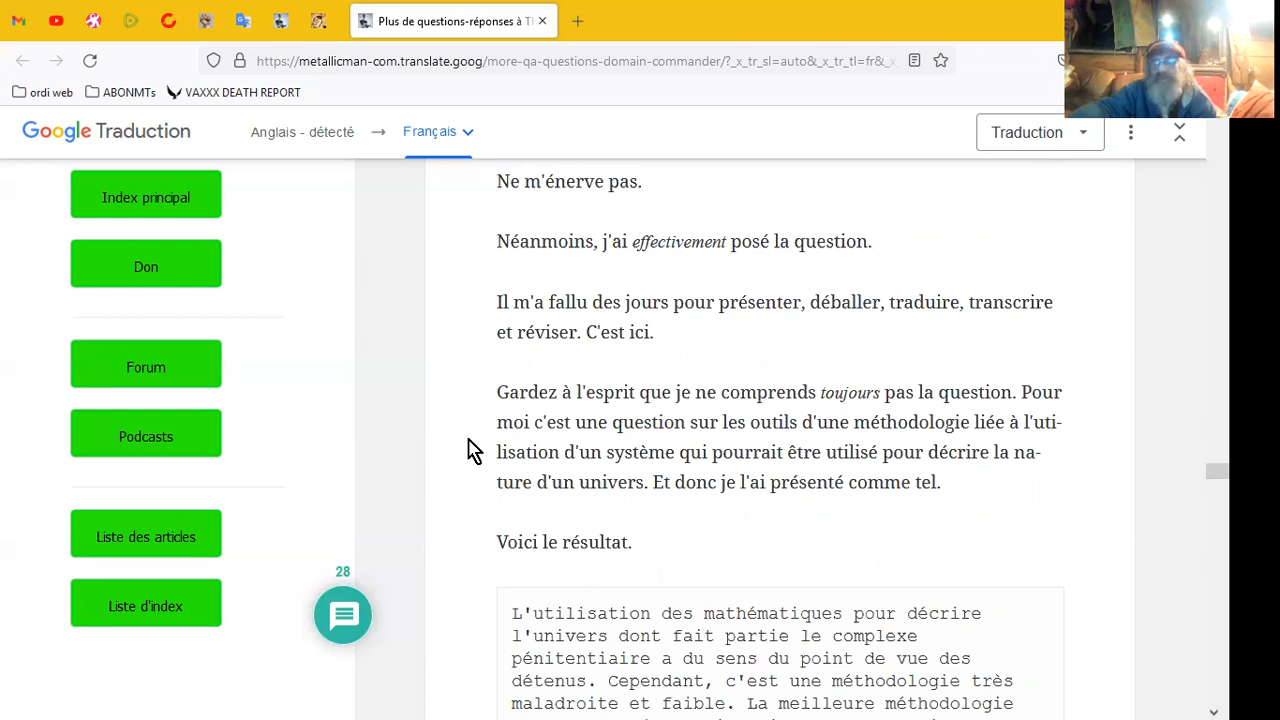 Plus de questions-réponses à Tl
https://metallicman-com.translate.goog/more-qa-questions-domain-commander/?_x_tr_sl=auto&_x_tr_tl=fr&_x
ordi web
ABONMTs
VAXXX DEATH REPORT
Google Traduction
Anglais - détecté
Français
Traduction
Index principal
Don
Forum
Podcasts
Liste des articles
Liste d'index
28
Ne m'énerve pas.
Néanmoins, j'ai effectivement posé la question.
Il m'a fallu des jours pour présenter, déballer, traduire, transcrire
et réviser. C'est ici.
Gardez à l'esprit que je ne comprends toujours pas la question. Pour
moi c'est une question sur les outils d'une méthodologie liée à l'uti-
lisation d'un système qui pourrait être utilisé pour décrire la na-
ture d'un univers. Et donc je l'ai présenté comme tel.
Voici le résultat.
L'utilisation des mathématiques pour décrire
l'univers dont fait partie le complexe
pénitentiaire a du sens du point de vue des
détenus. Cependant, c'est une méthodologie très
maladroite et faible. La meilleure méthodologie